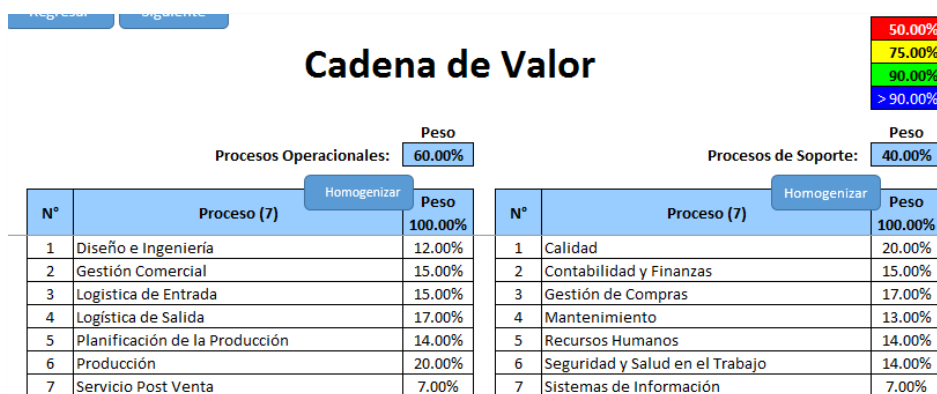 Regresar
Siguiente
50.00%
75.00%
90.00%
> 90.00%
Cadena de Valor
Peso
Procesos Operacionales: 60.00%
Peso
Procesos de Soporte: 40.00%
Homogenizar
N° Proceso (7) Peso 100.00%
1 Diseño e Ingeniería 12.00%
2 Gestión Comercial 15.00%
3 Logistica de Entrada 15.00%
4 Logística de Salida 17.00%
5 Planificación de la Producción 14.00%
6 Producción 20.00%
7 Servicio Post Venta 7.00%
Homogenizar
N° Proceso (7) Peso 100.00%
1 Calidad 20.00%
2 Contabilidad y Finanzas 15.00%
3 Gestión de Compras 17.00%
4 Mantenimiento 13.00%
5 Recursos Humanos 14.00%
6 Seguridad y Salud en el Trabajo 14.00%
7 Sistemas de Información 7.00%